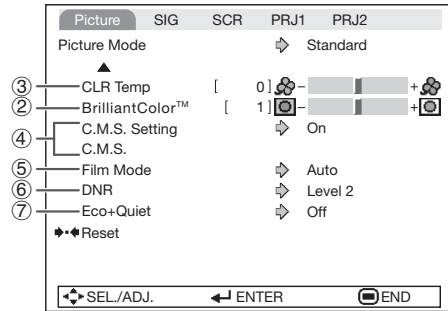 Picture SIG SCR PRJ1 PRJ2
Picture Mode Standard
③ CLR Temp [ 0] - +
② BrilliantColor™ [ 1] - +
④ C.M.S. Setting On
C.M.S.
⑤ Film Mode Auto
⑥ DNR Level 2
⑦ Eco+Quiet Off
Reset
SEL./ADJ. ENTER END